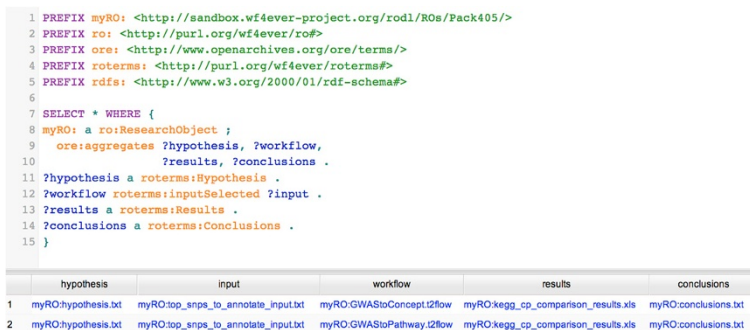 1 PREFIX myRO: <http://sandbox.wf4ever-project.org/rodl/ROs/Pack405/>
2 PREFIX ro: <http://purl.org/wf4ever/ro#>
3 PREFIX ore: <http://www.openarchives.org/ore/terms/>
4 PREFIX roterms: <http://purl.org/wf4ever/roterms#>
5 PREFIX rdfs: <http://www.w3.org/2000/01/rdf-schema#>
6
7 SELECT * WHERE {
8 myRO: a ro:ResearchObject ;
9 ore:aggregates ?hypothesis, ?workflow,
10 ?results, ?conclusions .
11 ?hypothesis a roterms:Hypothesis .
12 ?workflow roterms:inputSelected ?input .
13 ?results a roterms:Results .
14 ?conclusions a roterms:Conclusions .
15 }
hypothesis input workflow results conclusions
1 myRO:hypothesis.txt myRO:top_snps_to_annotate_input.txt myRO:GWAStoConcept.t2flow myRO:kegg_cp_comparison_results.xls myRO:conclusions.txt
2 myRO:hypothesis.txt myRO:top_snps_to_annotate_input.txt myRO:GWAStoPathway.t2flow myRO:kegg_cp_comparison_results.xls myRO:conclusions.txt